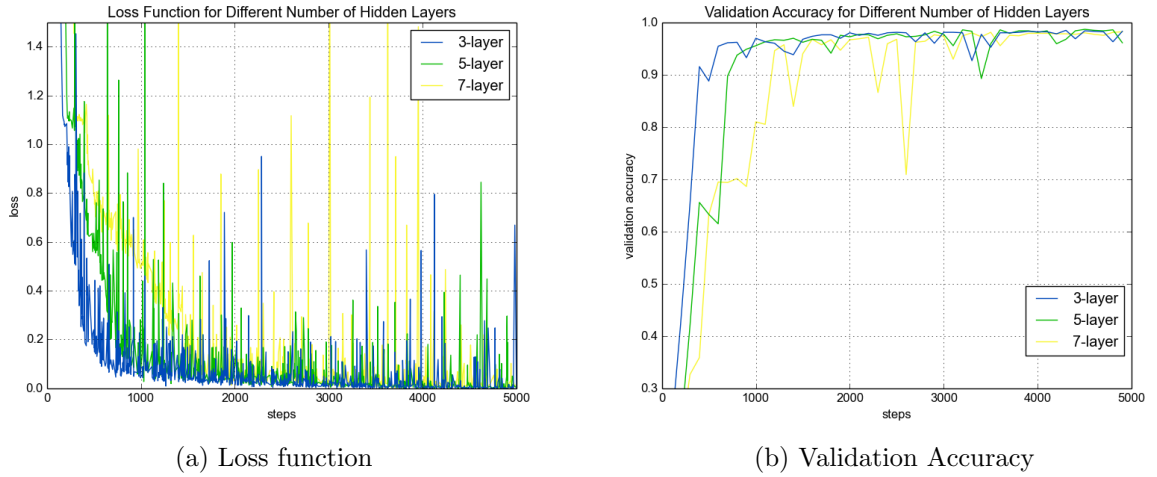 Loss Function for Different Number of Hidden Layers
1.4
1.2
1.0
0.8
0.6
0.4
0.2
0.0
loss
3-layer
5-layer
7-layer
0 1000 2000 3000 4000 5000
steps
(a) Loss function
Validation Accuracy for Different Number of Hidden Layers
1.0
0.9
0.8
0.7
0.6
0.5
0.4
0.3
validation accuracy
3-layer
5-layer
7-layer
0 1000 2000 3000 4000 5000
steps
(b) Validation Accuracy